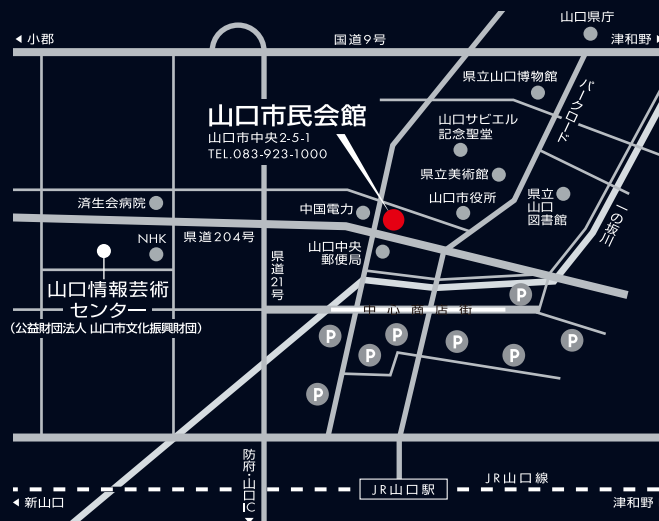 山口県庁
小郡
国道9号
津和野
県立山口博物館
パークロード
山口市民会館
山口市中央2-5-1
TEL.083-923-1000
山口サビエル
記念聖堂
県立美術館
済生会病院
中国電力
山口市役所
県立
山口
図書館
一の坂川
NHK
県道204号
山口中央
郵便局
県道21号
山口情報芸術
センター
(公益財団法人 山口市文化振興財団)
中心商店街
P
P
P
P
P
P
P
P
防府・山口IC
JR山口線
新山口
JR山口駅
津和野